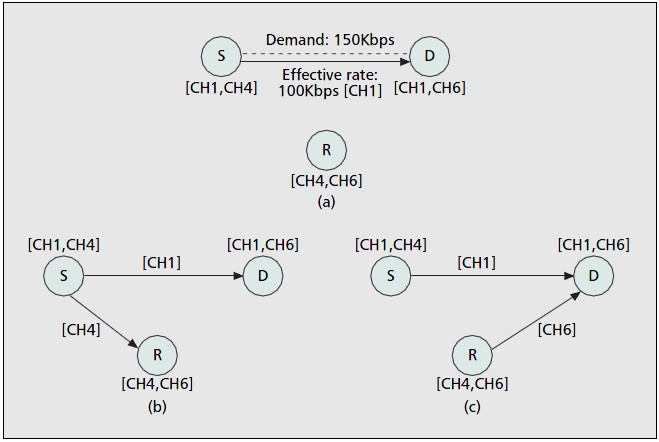 Demand: 150Kbps
S
D
Effective rate:
[CH1,CH4]
100Kbps [CH1]
[CH1,CH6]
R
[CH4,CH6]
(a)
[CH1,CH4]
[CH1,CH6]
S
[CH1]
D
[CH4]
R
[CH4,CH6]
(b)
[CH1,CH4]
[CH1,CH6]
S
[CH1]
D
[CH6]
R
[CH4,CH6]
(c)